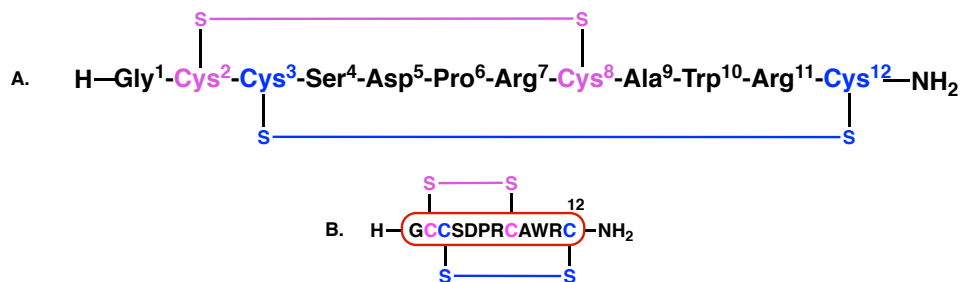 S S
A. H–Gly¹-Cys²-Cys³-Ser⁴-Asp⁵-Pro⁶-Arg⁷-Cys⁸-Ala⁹-Trp¹⁰-Arg¹¹-Cys¹²–NH₂
S S
S S
12
B. H–GCCSDPRCAWRC–NH₂
S S